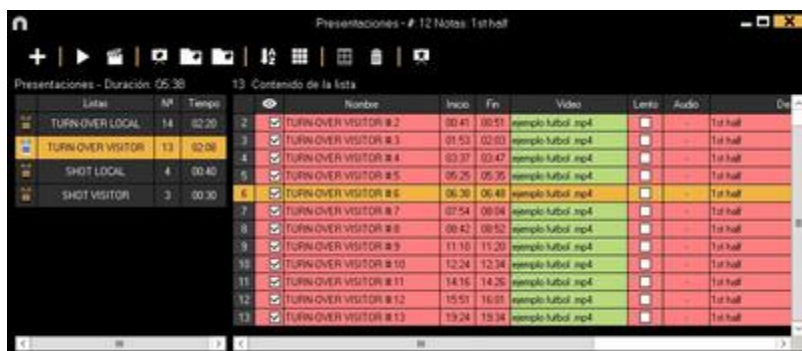 Presentaciones - #: 12 Notas: 1st half
Presentaciones - Duración: 05:38
13 Contenido de la lista
Listas Nº Tiempo
TURN-OVER LOCAL 14 02:20
TURN-OVER VISITOR 13 02:08
SHOT LOCAL 4 00:40
SHOT VISITOR 3 00:30
Nombre Inicio Fin Video Lento Audio De
2 TURN-OVER VISITOR #:2 00:41 00:51 ejemplo futbol .mp4 - 1st half
3 TURN-OVER VISITOR #:3 01:53 02:03 ejemplo futbol .mp4 - 1st half
4 TURN-OVER VISITOR #:4 03:37 03:47 ejemplo futbol .mp4 - 1st half
5 TURN-OVER VISITOR #:5 05:25 05:35 ejemplo futbol .mp4 - 1st half
6 TURN-OVER VISITOR #:6 06:38 06:48 ejemplo futbol .mp4 - 1st half
7 TURN-OVER VISITOR #:7 07:54 08:04 ejemplo futbol .mp4 - 1st half
8 TURN-OVER VISITOR #:8 08:42 08:52 ejemplo futbol .mp4 - 1st half
9 TURN-OVER VISITOR #:9 11:10 11:20 ejemplo futbol .mp4 - 1st half
10 TURN-OVER VISITOR #:10 12:24 12:34 ejemplo futbol .mp4 - 1st half
11 TURN-OVER VISITOR #:11 14:16 14:26 ejemplo futbol .mp4 - 1st half
12 TURN-OVER VISITOR #:12 15:51 16:01 ejemplo futbol .mp4 - 1st half
13 TURN-OVER VISITOR #:13 19:24 19:34 ejemplo futbol .mp4 - 1st half